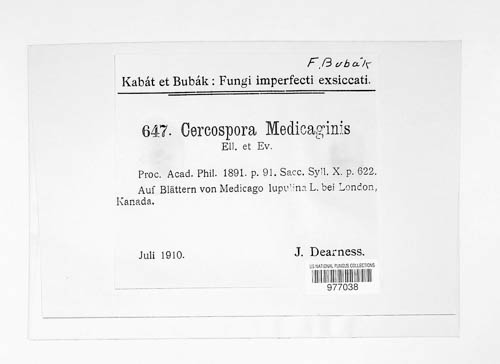 F. Bubák
Kabát et Bubák: Fungi imperfecti exsiccati.
647. Cercospora Medicaginis
Ell. et Ev.
Proc. Acad. Phil. 1891. p. 91. Sacc. Syll. X. p. 622.
Auf Blättern von Medicago lupulina L. bei London,
Kanada.
Juli 1910.
J. Dearness.
US NATIONAL FUNGUS COLLECTIONS
977038